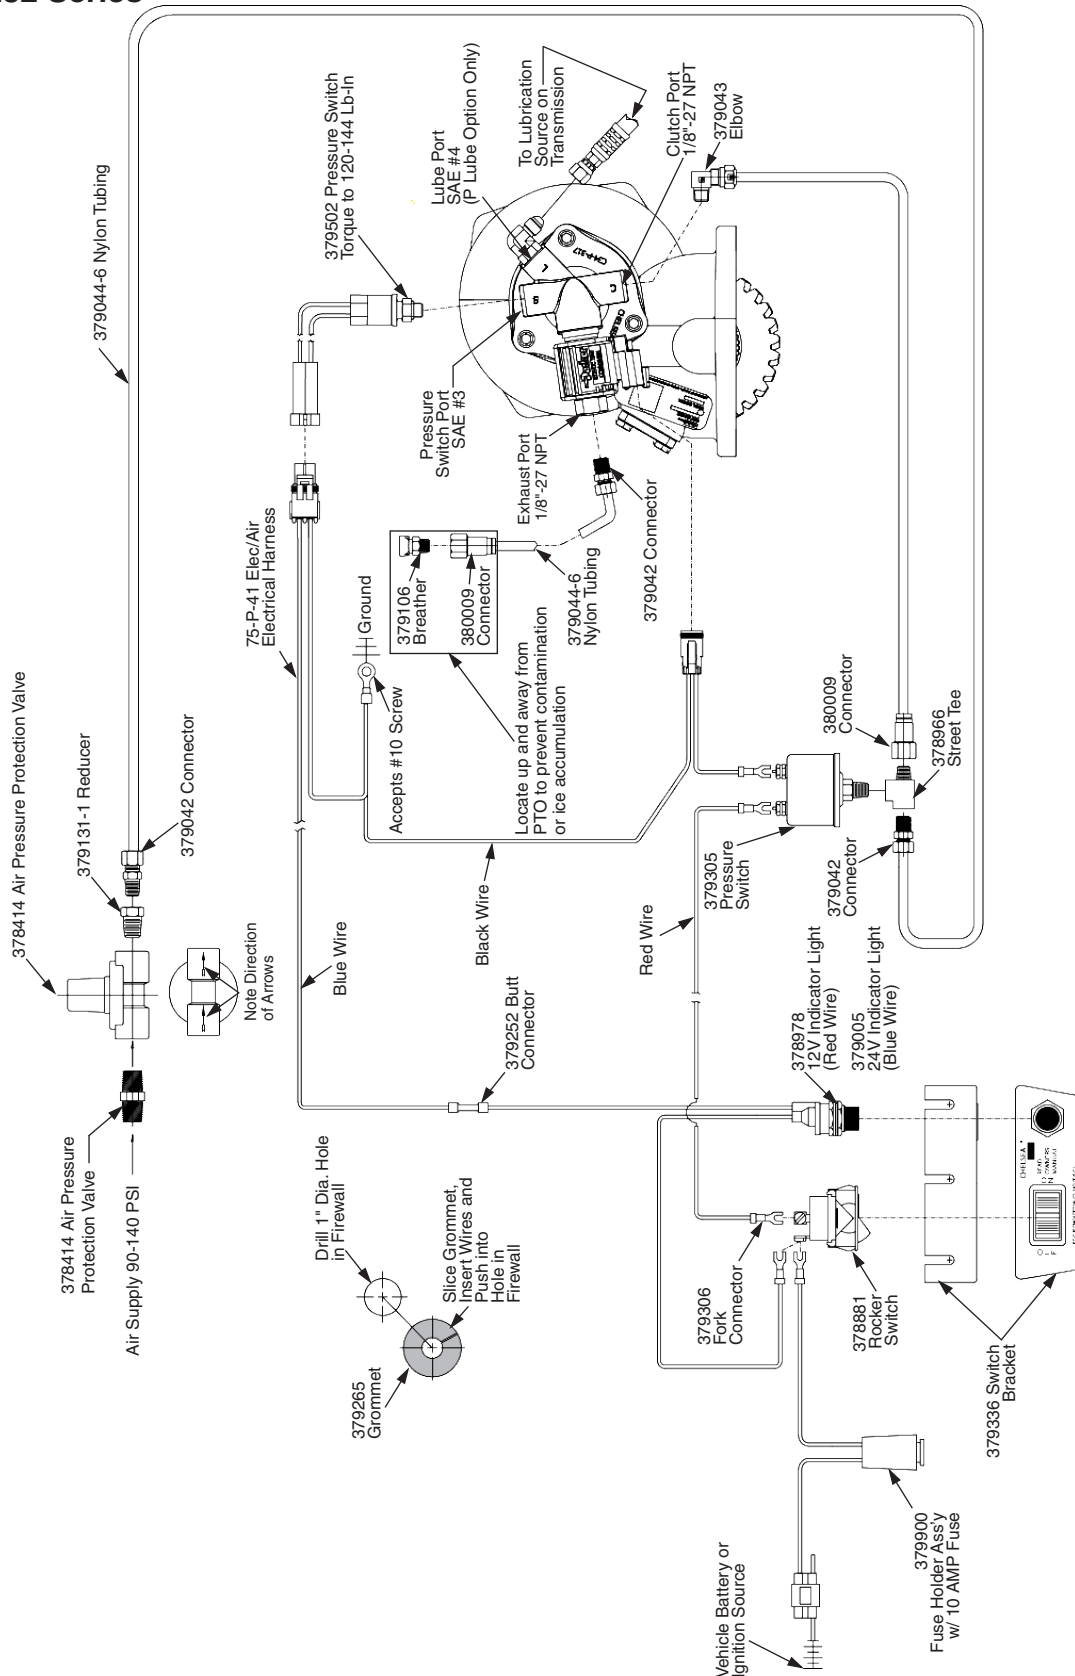 378414 Air Pressure Protection Valve
379131-1 Reducer
379042 Connector
379044-6 Nylon Tubing
378414 Air Pressure
Protection Valve
Air Supply 90-140 PSI
Note Direction
of Arrows
75-P-41 Elec/Air
Electrical Harness
379502 Pressure Switch
Torque to 120-144 Lb-In
Lube Port
SAE #4
(P Lube Option Only)
To Lubrication
Source on
Transmission
Clutch Port
1/8"-27 NPT
379043
Elbow
Pressure
Switch Port
SAE #3
Exhaust Port
1/8"-27 NPT
379042 Connector
379044-6
Nylon Tubing
379106
Breather
380009
Connector
Locate up and away from
PTO to prevent contamination
or ice accumulation
Ground
Accepts #10 Screw
Blue Wire
Black Wire
Red Wire
379252 Butt
Connector
Drill 1" Dia. Hole
in Firewall
Slice Grommet,
Insert Wires and
Push into
Hole in
Firewall
379265
Grommet
379305
Pressure
Switch
380009
Connector
378966
Street Tee
379042
Connector
378978
12V Indicator Light
(Red Wire)
379005
24V Indicator Light
(Blue Wire)
379306
Fork
Connector
378881
Rocker
Switch
379336 Switch
Bracket
379900
Fuse Holder Ass'y
w/ 10 AMP Fuse
Vehicle Battery or
Ignition Source
S
L
C
CHELSEA
READ
OWNERS
MANUAL